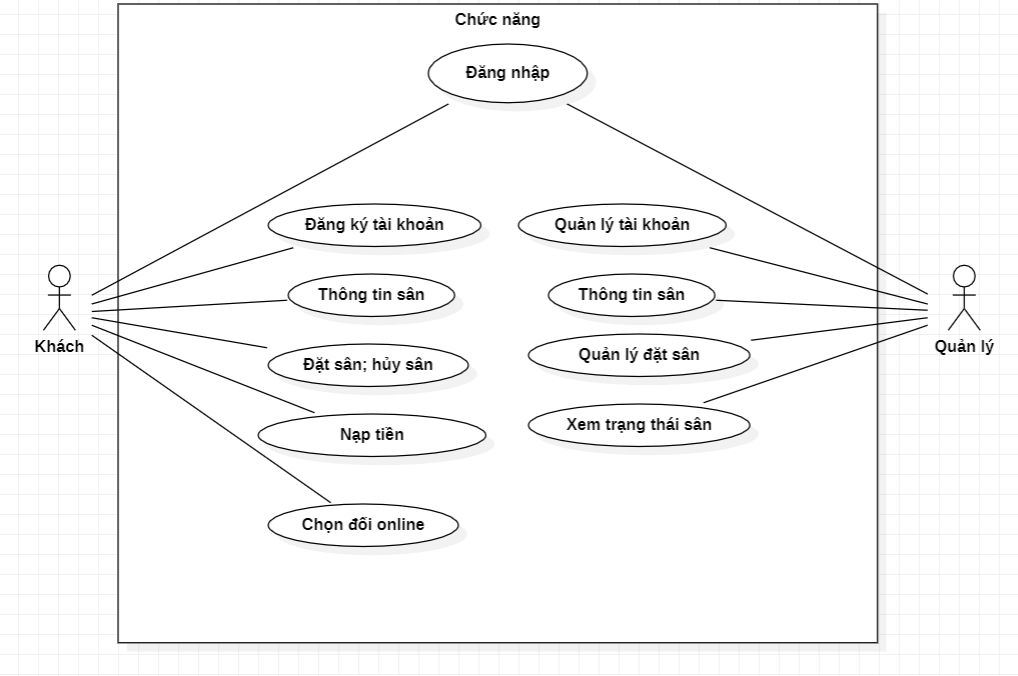 Chức năng
Đăng nhập
Đăng ký tài khoản
Quản lý tài khoản
Thông tin sân
Thông tin sân
Khách
Quản lý
Đặt sân; hủy sân
Quản lý đặt sân
Nạp tiền
Xem trạng thái sân
Chọn đối online